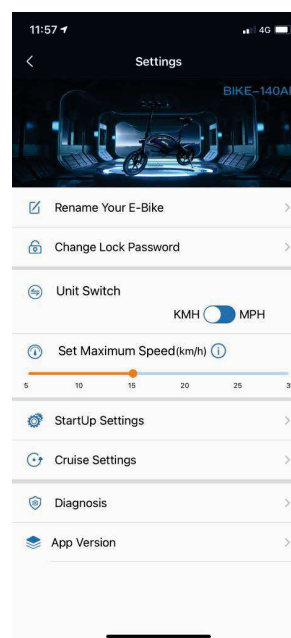 11:57
4G
Settings
BIKE-140A
Rename Your E-Bike
Change Lock Password
Unit Switch
KMH MPH
Set Maximum Speed(km/h)
5 10 15 20 25 3
StartUp Settings
Cruise Settings
Diagnosis
App Version